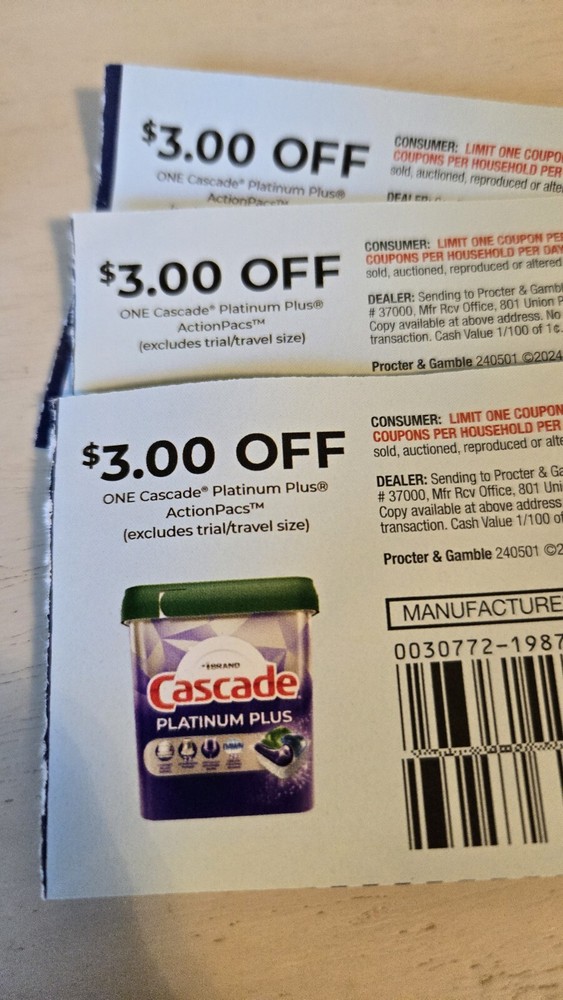 $3.00 OFF
ONE Cascade® Platinum Plus®
ActionPacs™
CONSUMER: LIMIT ONE COUPO
COUPONS PER HOUSEHOLD PER
sold, auctioned, reproduced or alte
$3.00 OFF
ONE Cascade® Platinum Plus®
ActionPacs™
(excludes trial/travel size)
CONSUMER: LIMIT ONE COUPON PE
COUPONS PER HOUSEHOLD PER DAY
sold, auctioned, reproduced or altered
DEALER: Sending to Procter & Gambl
# 37000, Mfr Rcv Office, 801 Union P
Copy available at above address. No
transaction. Cash Value 1/100 of 1¢.
Procter & Gamble 240501 ©2024
$3.00 OFF
ONE Cascade® Platinum Plus®
ActionPacs™
(excludes trial/travel size)
CONSUMER: LIMIT ONE COUPON
COUPONS PER HOUSEHOLD PER
sold, auctioned, reproduced or alte
DEALER: Sending to Procter & Ga
# 37000, Mfr Rcv Office, 801 Uni
Copy available at above address
transaction. Cash Value 1/100 of
Procter & Gamble 240501 ©2
MANUFACTURE
0030772-1987
BRAND
Cascade
PLATINUM PLUS
DAWN